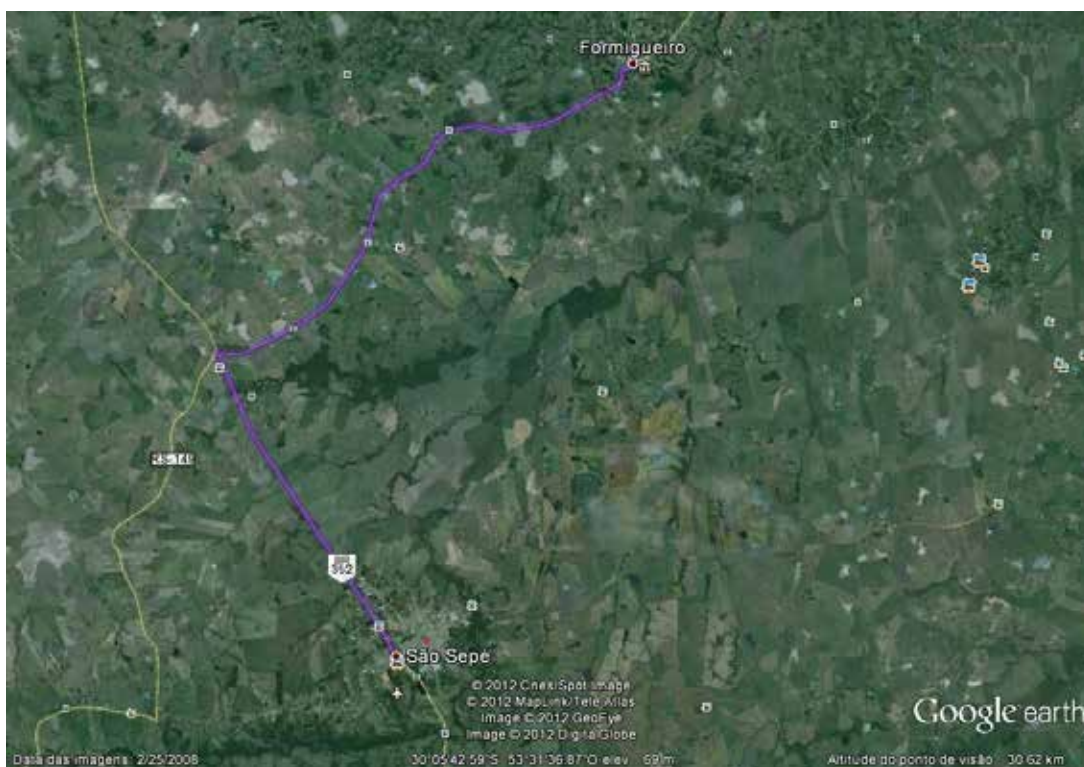 Formigueiro
RS-149
392
São Sepé
© 2012 Cnes/Spot Image
© 2012 MapLink/Tele Atlas
Image © 2012 GeoEye
Image © 2012 DigitalGlobe
Google earth
Data das imagens: 2/25/2008
30°05'42.59"S 53°31'36.87"O elev 69 m
Altitude do ponto de visão 30.62 km